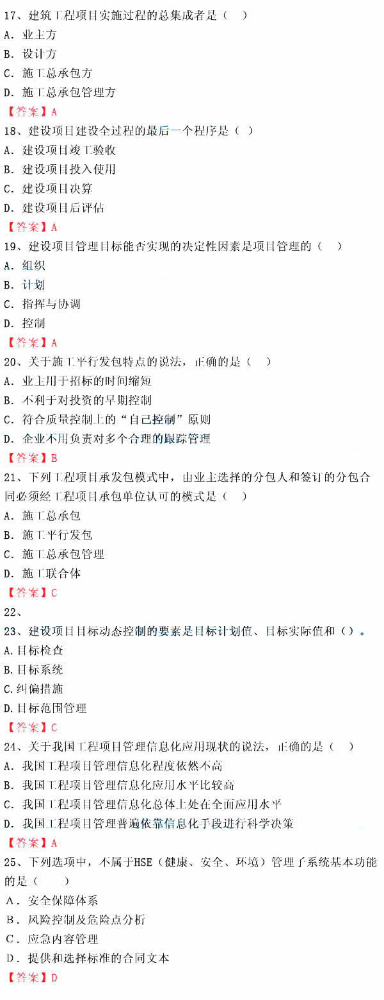 17、建筑工程项目实施过程的总集成者是（ ）
A. 业主方
B. 设计方
C. 施工总承包方
D. 施工总承包管理方
【答案】A
18、建设项目建设全过程的最后一个程序是（ ）
A. 建设项目竣工验收
B. 建设项目投入使用
C. 建设项目决算
D. 建设项目后评估
【答案】A
19、建设项目管理目标能否实现的决定性因素是项目管理的（ ）
A. 组织
B. 计划
C. 指挥与协调
D. 控制
【答案】A
20、关于施工平行发包特点的说法，正确的是（ ）
A. 业主用于招标的时间缩短
B. 不利于对投资的早期控制
C. 符合质量控制上的“自己控制”原则
D. 企业不用负责对多个合理的跟踪管理
【答案】B
21、下列工程项目承发包模式中，由业主选择的分包人和签订的分包合
同必须经工程项目承包单位认可的模式是（ ）
A. 施工总承包
B. 施工平行发包
C. 施工总承包管理
D. 施工联合体
【答案】C
22、
23、建设项目目标动态控制的要素是目标计划值、目标实际值和（）。
A.目标检查
B.目标系统
C.纠偏措施
D.目标范围管理
【答案】C
24、关于我国工程项目管理信息化应用现状的说法，正确的是（ ）
A. 我国工程项目管理信息化程度依然不高
B. 我国工程项目管理信息化应用水平比较高
C. 我国工程项目管理信息化总体上处在全面应用水平
D. 我国工程项目管理普遍依靠信息化手段进行科学决策
【答案】A
25、下列选项中，不属于HSE（健康、安全、环境）管理了系统基本功能
的是（ ）
A. 安全保障体系
B. 风险控制及危险点分析
C. 应急内容管理
D. 提供和选择标准的合同文本
【答案】D